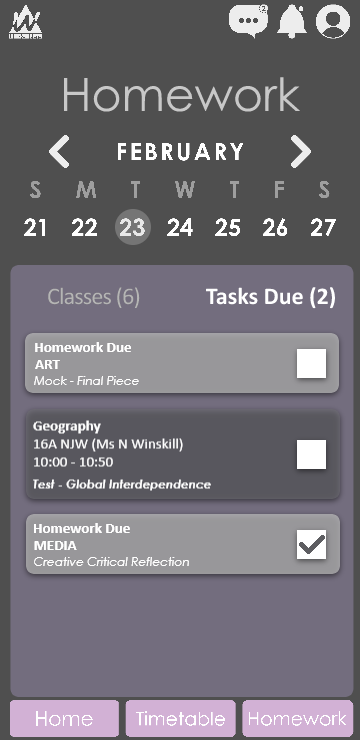 Homework
FEBRUARY
S M T W T F S
21 22 23 24 25 26 27
Classes (6) Tasks Due (2)
Homework Due
ART
Mock - Final Piece
Geography
16A NJW (Ms N Winskill)
10:00 - 10:50
Test - Global Interdependence
Homework Due
MEDIA
Creative Critical Reflection
Home Timetable Homework